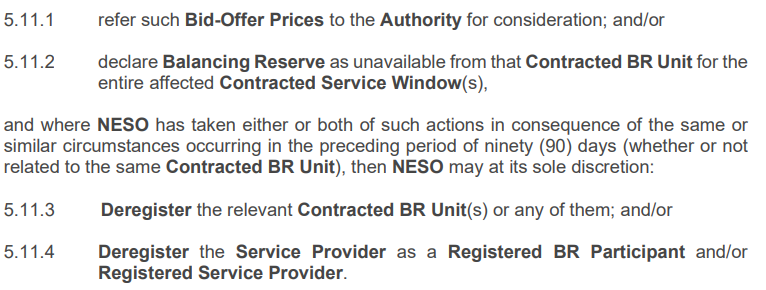 5.11.1 refer such Bid-Offer Prices to the Authority for consideration; and/or
5.11.2 declare Balancing Reserve as unavailable from that Contracted BR Unit for the
entire affected Contracted Service Window(s),
and where NESO has taken either or both of such actions in consequence of the same or
similar circumstances occurring in the preceding period of ninety (90) days (whether or not
related to the same Contracted BR Unit), then NESO may at its sole discretion:
5.11.3 Deregister the relevant Contracted BR Unit(s) or any of them; and/or
5.11.4 Deregister the Service Provider as a Registered BR Participant and/or
Registered Service Provider.